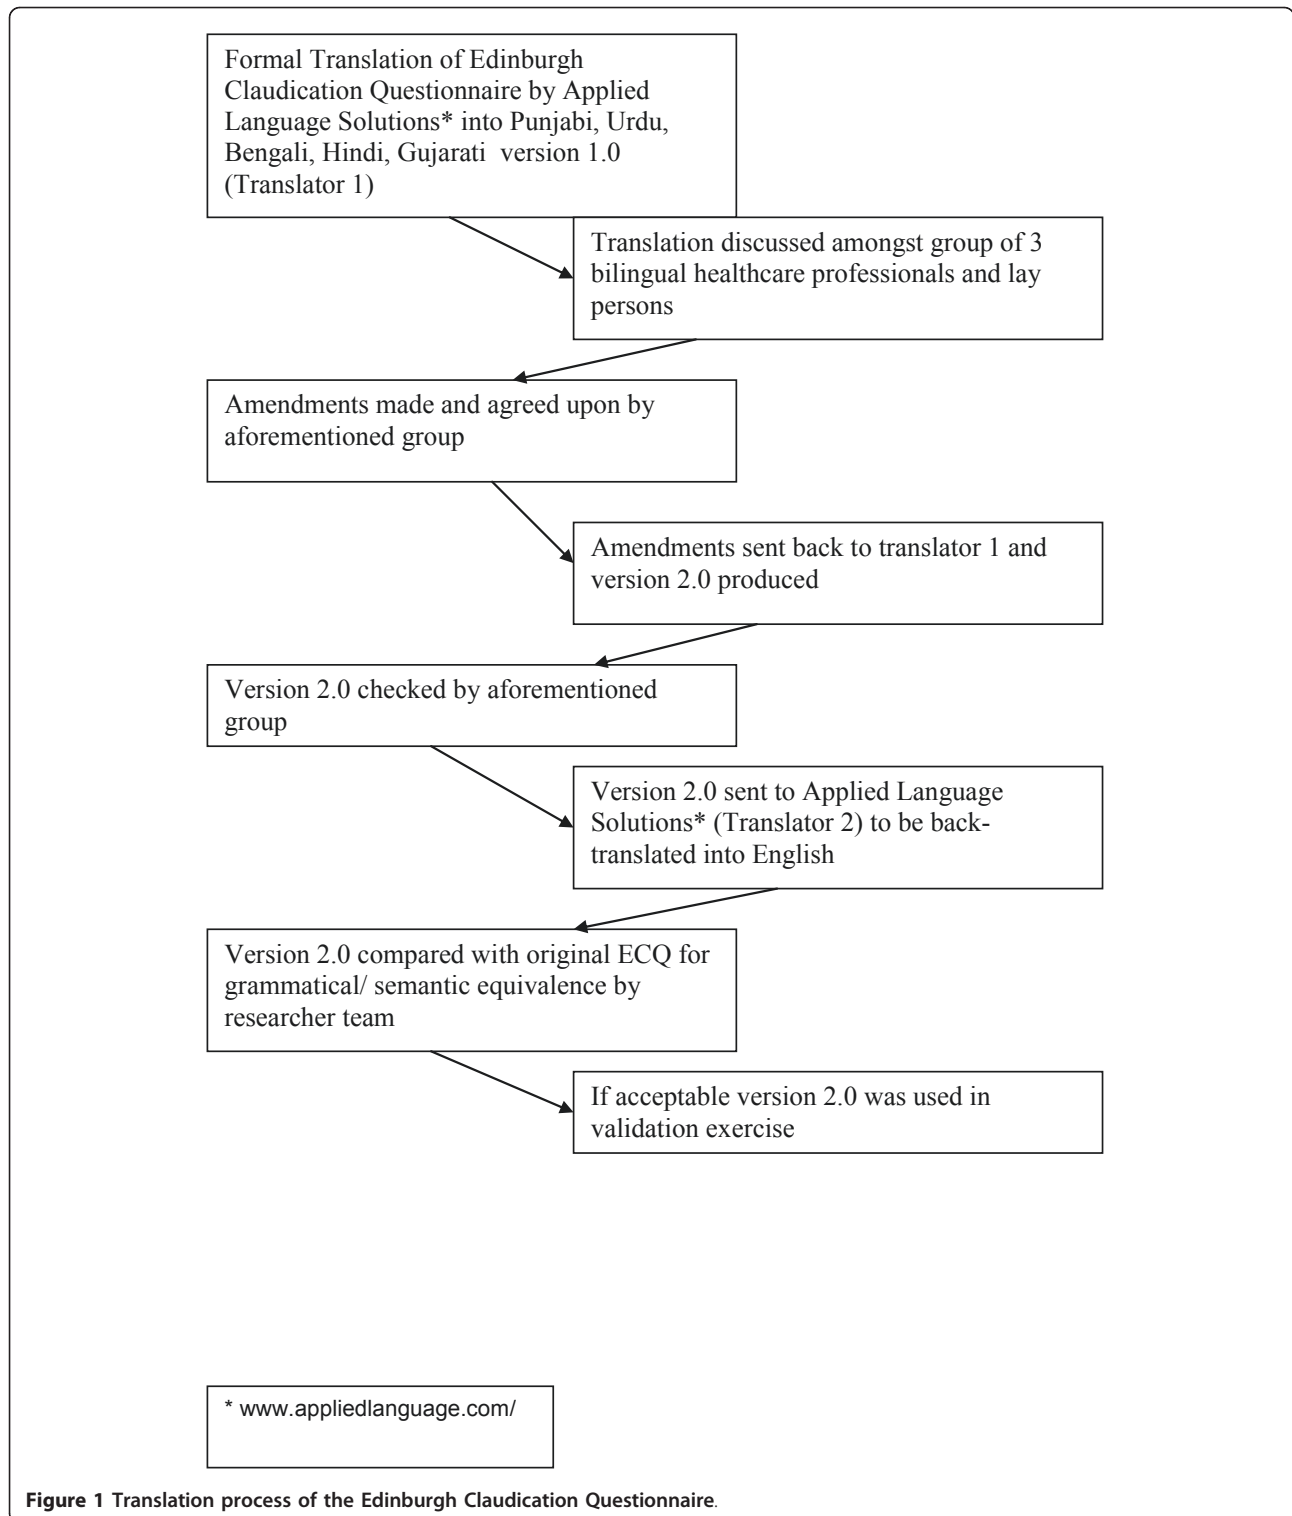 Formal Translation of Edinburgh
Claudication Questionnaire by Applied
Language Solutions* into Punjabi, Urdu,
Bengali, Hindi, Gujarati  version 1.0
(Translator 1)
Translation discussed amongst group of 3
bilingual healthcare professionals and lay
persons
Amendments made and agreed upon by
aforementioned group
Amendments sent back to translator 1 and
version 2.0 produced
Version 2.0 checked by aforementioned
group
Version 2.0 sent to Applied Language
Solutions* (Translator 2) to be back-
translated into English
Version 2.0 compared with original ECQ for
grammatical/ semantic equivalence by
researcher team
If acceptable version 2.0 was used in
validation exercise
* www.appliedlanguage.com/
Figure 1 Translation process of the Edinburgh Claudication Questionnaire.